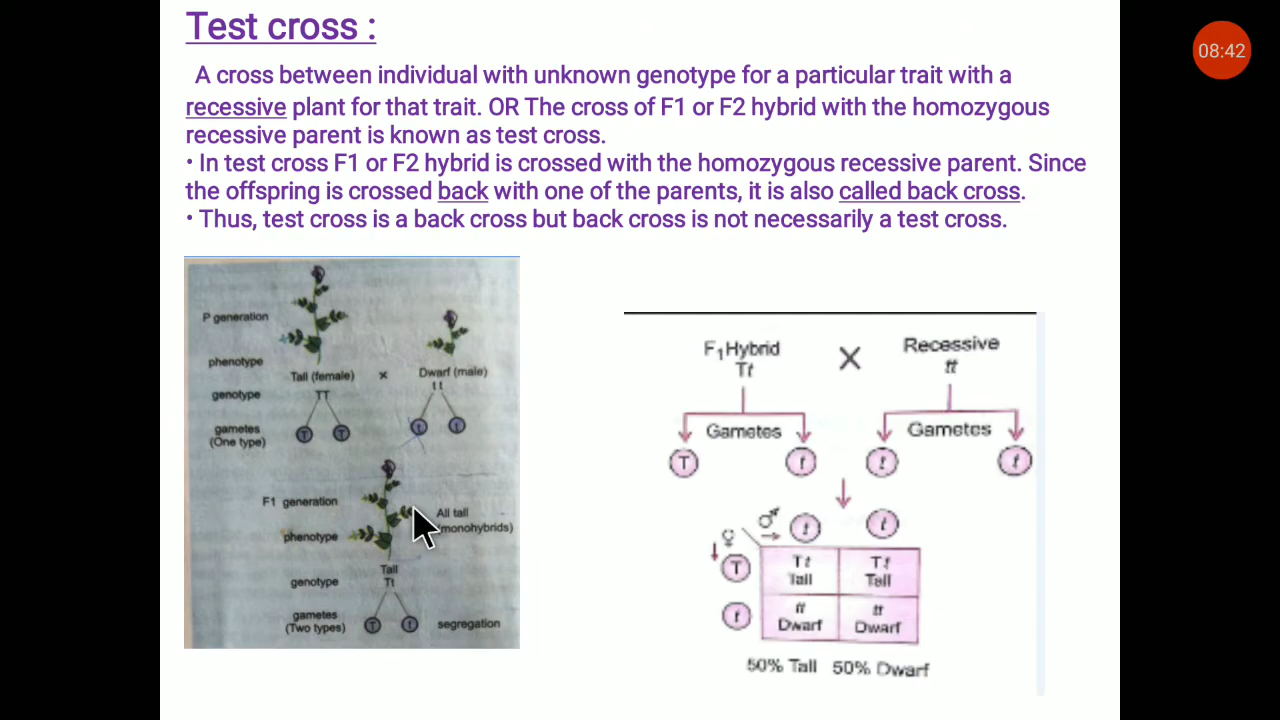 Test cross :
08:42
A cross between individual with unknown genotype for a particular trait with a
recessive plant for that trait. OR The cross of F1 or F2 hybrid with the homozygous
recessive parent is known as test cross.
• In test cross F1 or F2 hybrid is crossed with the homozygous recessive parent. Since
the offspring is crossed back with one of the parents, it is also called back cross.
• Thus, test cross is a back cross but back cross is not necessarily a test cross.
P generation
phenotype
Tall (female) × Dwarf (male)
genotype TT tt
gametes
(One type)
T T t t
F1 generation
All tall
monohybrids)
phenotype
Tall
genotype Tt
gametes
(Two types)
T t segregation
F1 Hybrid × Recessive
Tt tt
Gametes Gametes
T t t t
♂ t t
♀
T Tt Tt
Tall Tall
t tt tt
Dwarf Dwarf
50% Tall 50% Dwarf